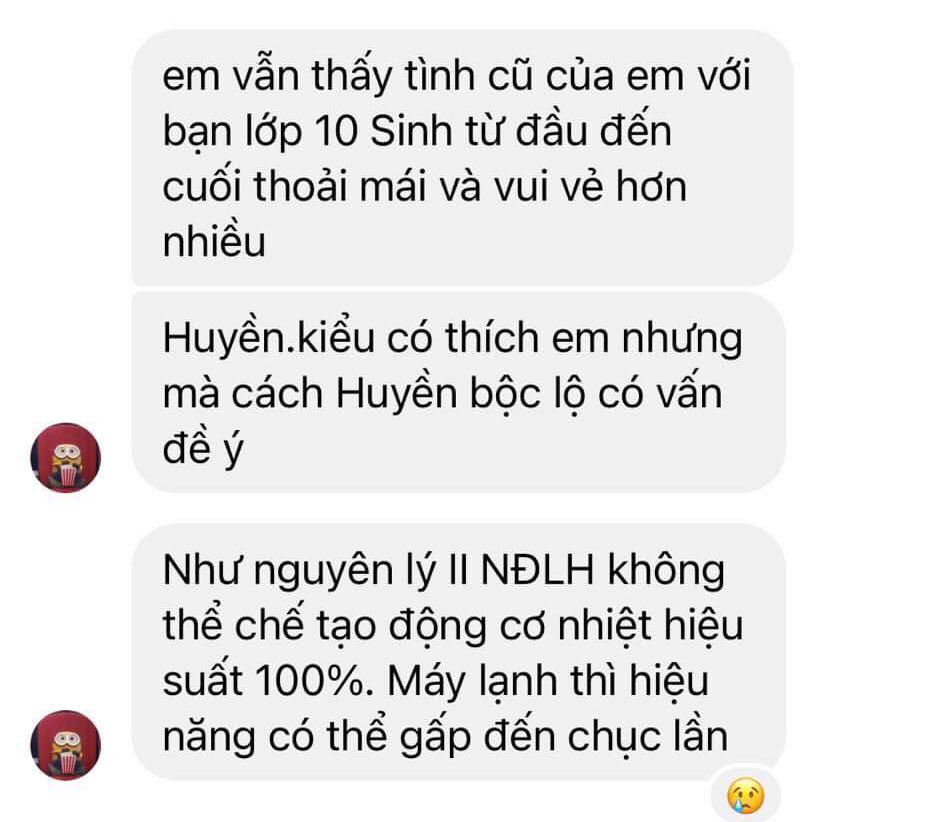 em vẫn thấy tình cũ của em với
bạn lớp 10 Sinh từ đầu đến
cuối thoải mái và vui vẻ hơn
nhiều
Huyền.kiểu có thích em nhưng
mà cách Huyền bộc lộ có vấn
đề ý
Như nguyên lý II NĐLH không
thể chế tạo động cơ nhiệt hiệu
suất 100%. Máy lạnh thì hiệu
năng có thể gấp đến chục lần